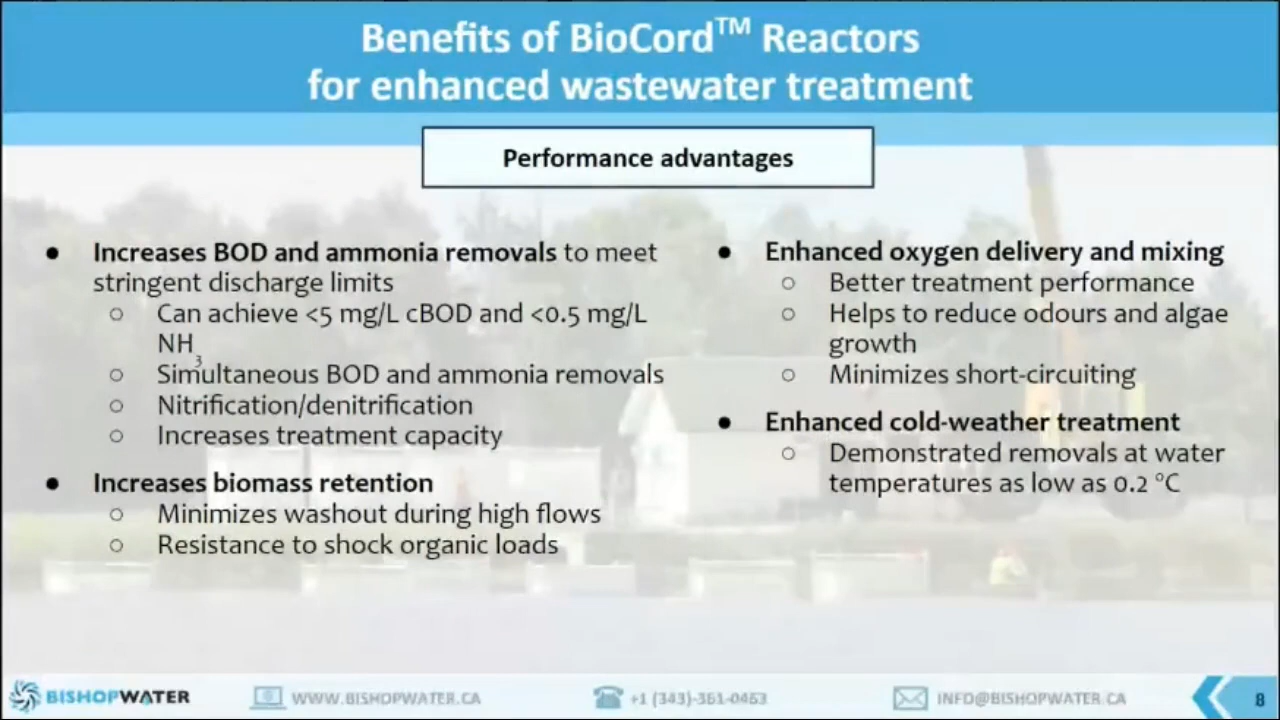 Benefits of BioCord™ Reactors
for enhanced wastewater treatment
Performance advantages
● Increases BOD and ammonia removals to meet
stringent discharge limits
○ Can achieve <5 mg/L cBOD and <0.5 mg/L
NH₃
○ Simultaneous BOD and ammonia removals
○ Nitrification/denitrification
○ Increases treatment capacity
● Increases biomass retention
○ Minimizes washout during high flows
○ Resistance to shock organic loads
● Enhanced oxygen delivery and mixing
○ Better treatment performance
○ Helps to reduce odours and algae
growth
○ Minimizes short-circuiting
● Enhanced cold-weather treatment
○ Demonstrated removals at water
temperatures as low as 0.2 °C
BISHOPWATER
WWW.BISHOPWATER.CA
+1 (343)-361-0463
INFO@BISHOPWATER.CA
8